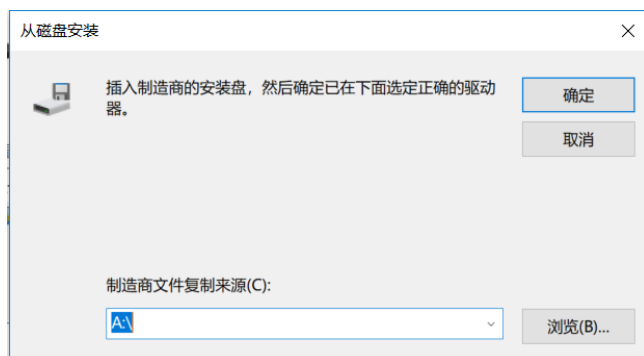 从磁盘安装
插入制造商的安装盘，然后确定已在下面选定正确的驱动
器。
确定
取消
制造商文件复制来源(C):
A:\
浏览(B)...